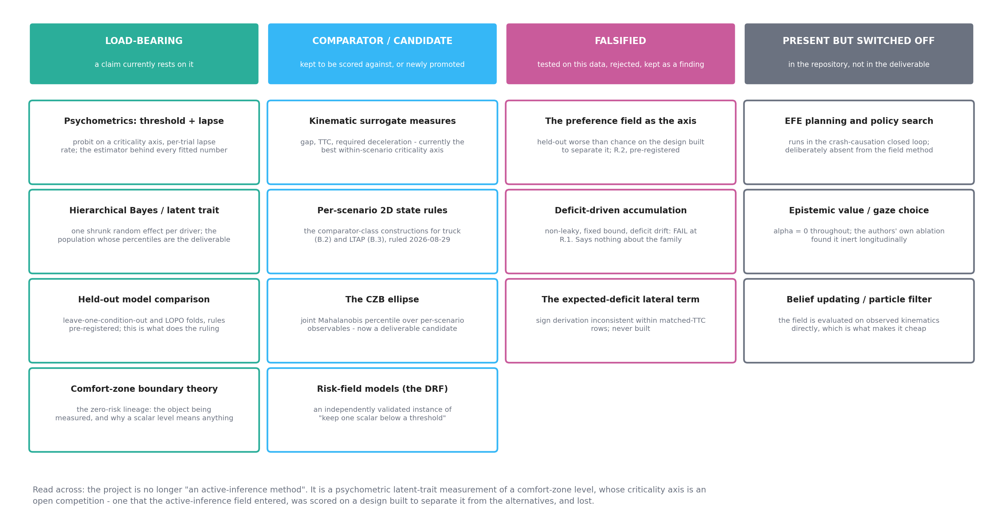 LOAD-BEARING
a claim currently rests on it
COMPARATOR / CANDIDATE
kept to be scored against, or newly promoted
FALSIFIED
tested on this data, rejected, kept as a finding
PRESENT BUT SWITCHED OFF
in the repository, not in the deliverable
Psychometrics: threshold + lapse
probit on a criticality axis, per-trial lapse
rate; the estimator behind every fitted number
Kinematic surrogate measures
gap, TTC, required deceleration - currently the
best within-scenario criticality axis
The preference field as the axis
held-out worse than chance on the design built
to separate it; R.2, pre-registered
EFE planning and policy search
runs in the crash-causation closed loop;
deliberately absent from the field method
Hierarchical Bayes / latent trait
one shrunk random effect per driver; the
population whose percentiles are the deliverable
Per-scenario 2D state rules
the comparator-class constructions for truck
(B.2) and LTAP (B.3), ruled 2026-08-29
Deficit-driven accumulation
non-leaky, fixed bound, deficit drift: FAIL at
R.1. Says nothing about the family
Epistemic value / gaze choice
alpha = 0 throughout; the authors' own ablation
found it inert longitudinally
Held-out model comparison
leave-one-condition-out and LOPO folds, rules
pre-registered; this is what does the ruling
The CZB ellipse
joint Mahalanobis percentile over per-scenario
observables - now a deliverable candidate
The expected-deficit lateral term
sign derivation inconsistent within matched-TTC
rows; never built
Belief updating / particle filter
the field is evaluated on observed kinematics
directly, which is what makes it cheap
Comfort-zone boundary theory
the zero-risk lineage: the object being
measured, and why a scalar level means anything
Risk-field models (the DRF)
an independently validated instance of
"keep one scalar below a threshold"
Read across: the project is no longer "an active-inference method". It is a psychometric latent-trait measurement of a comfort-zone level, whose criticality axis is an
open competition - one that the active-inference field entered, was scored on a design built to separate it from the alternatives, and lost.